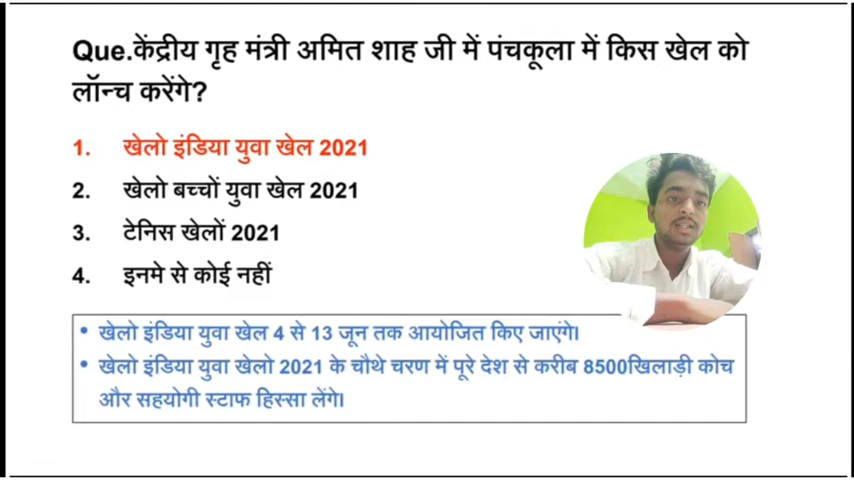 Que.केंद्रीय गृह मंत्री अमित शाह जी में पंचकूला में किस खेल को
लॉन्च करेंगे?
1. खेलो इंडिया युवा खेल 2021
2. खेलो बच्चों युवा खेल 2021
3. टेनिस खेलों 2021
4. इनमे से कोई नहीं
• खेलो इंडिया युवा खेल 4 से 13 जून तक आयोजित किए जाएंगे।
• खेलो इंडिया युवा खेलो 2021 के चौथे चरण में पूरे देश से करीब 8500खिलाड़ी कोच
और सहयोगी स्टाफ हिस्सा लेंगे।